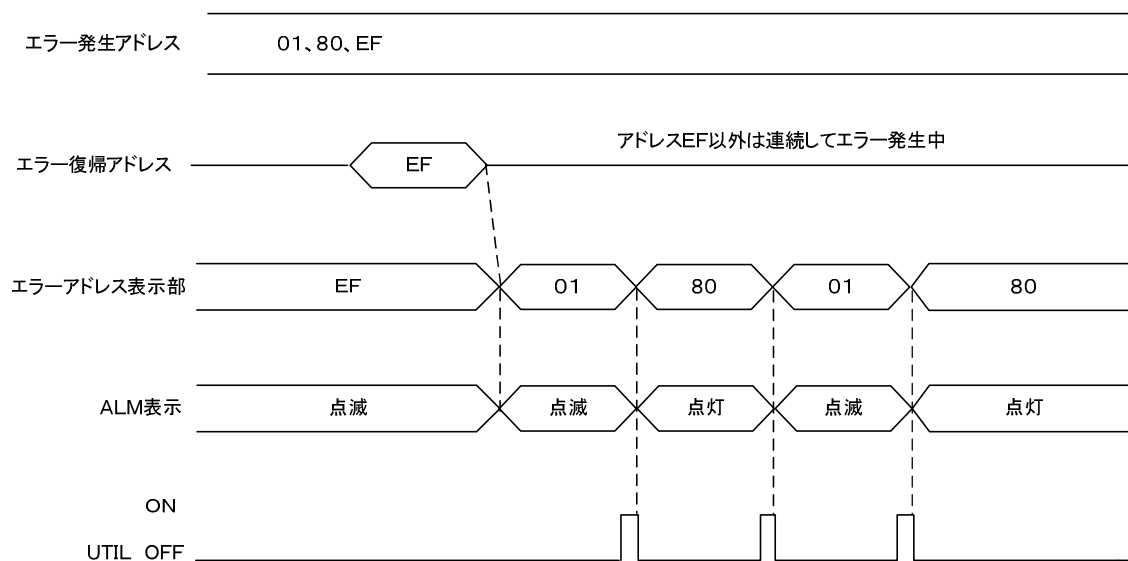 エラー発生アドレス
01、80、EF
アドレスEF以外は連続してエラー発生中
エラー復帰アドレス
EF
エラーアドレス表示部
EF
01
80
01
80
ALM表示
点滅
点滅
点灯
点滅
点灯
ON
UTIL OFF